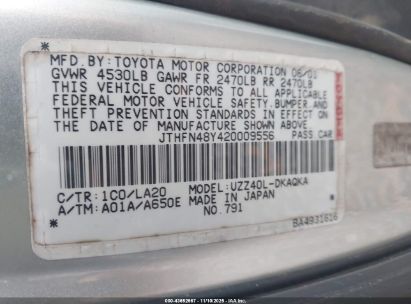 MFD.BY:TOYOTA MOTOR CORPORATION 06/01
GVWR 4530LB GAWR FR 2470LB RR 2470LB
THIS VEHICLE CONFORMS TO ALL APPLICABLE
FEDERAL MOTOR VEHICLE SAFETY,BUMPER,AND
THEFT PREVENTION STANDARDS IN EFFECT ON
THE DATE OF MANUFACTURE SHOWN ABOVE.
JTHFN48Y420009556 PASS.CAR
C/TR:1C0/LA20 MODEL:UZZ40L-DKAQKA
A/TM:A01A/A650E MADE IN JAPAN
NO.791
BA4931616